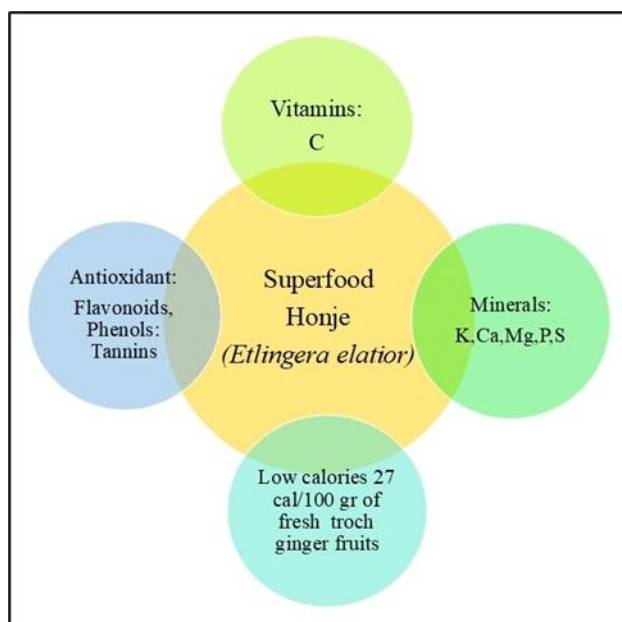 Vitamins:
C
Antioxidant:
Flavonoids,
Phenols:
Tannins
Superfood
Honje
(Etlingera elatior)
Minerals:
K,Ca,Mg,P,S
Low calories 27
cal/100 gr of
fresh troch
ginger fruits